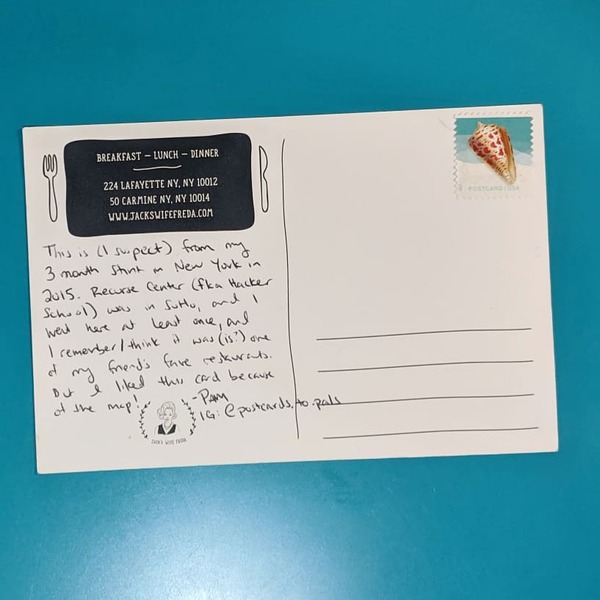 BREAKFAST – LUNCH – DINNER
224 LAFAYETTE NY, NY 10012
50 CARMINE NY, NY 10014
WWW.JACKSWIFEFREDA.COM
POSTCARD USA
This is (I suspect) from my
3 month stint in New York in
2015. Recurse Center (fka Hacker
School) was in SoHo, and I
went here at least once, and
I remember/think it was (is?) one
of my friend's fave restaurants.
But I liked this card because
of the map!
-PAM
IG: @postcards.to.pals
JACK'S WIFE FREDA